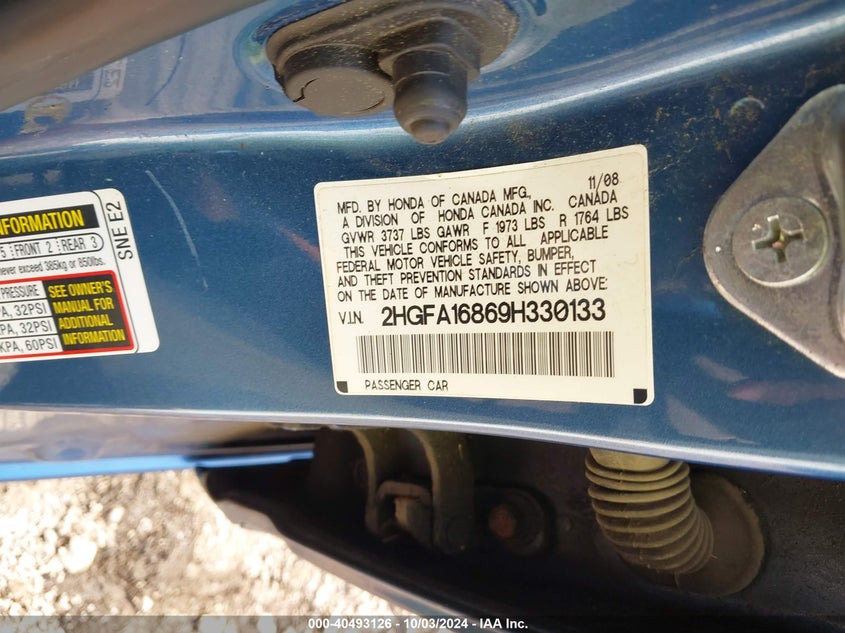 INFORMATION
5 FRONT 2 REAR 3
never exceed 385kg or 850lbs.
PRESSURE
PA, 32PSI
KPA, 32PSI
KPA, 60PSI
SEE OWNER'S
MANUAL FOR
ADDITIONAL
INFORMATION
SNE E2
11/08
MFD. BY HONDA OF CANADA MFG.,
A DIVISION OF HONDA CANADA INC. CANADA
GVWR 3737 LBS GAWR F 1973 LBS R 1764 LBS
THIS VEHICLE CONFORMS TO ALL APPLICABLE
FEDERAL MOTOR VEHICLE SAFETY, BUMPER,
AND THEFT PREVENTION STANDARDS IN EFFECT
ON THE DATE OF MANUFACTURE SHOWN ABOVE.
V.I.N. 2HGFA16869H330133
PASSENGER CAR
000-40493126 - 10/03/2024 - IAA Inc.